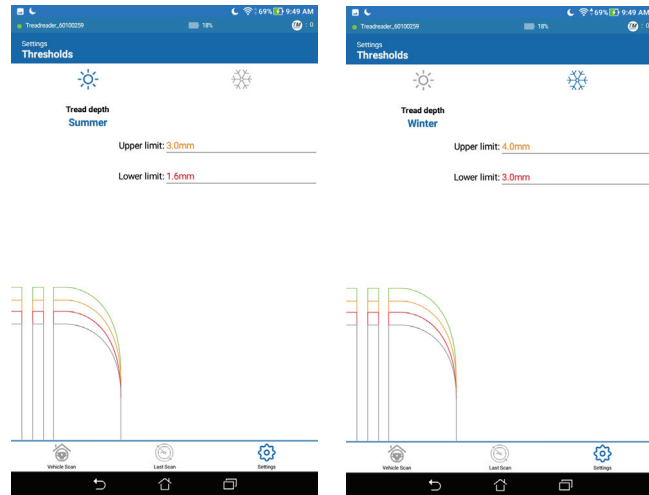 69% 9:49 AM
Treadreader_60100259 18% : 0
Settings
Thresholds
Tread depth
Summer
Upper limit: 3.0mm
Lower limit: 1.6mm
Vehicle Scan Last Scan Settings
69% 9:49 AM
Treadreader_60100259 18% : 0
Settings
Thresholds
Tread depth
Winter
Upper limit: 4.0mm
Lower limit: 3.0mm
Vehicle Scan Last Scan Settings